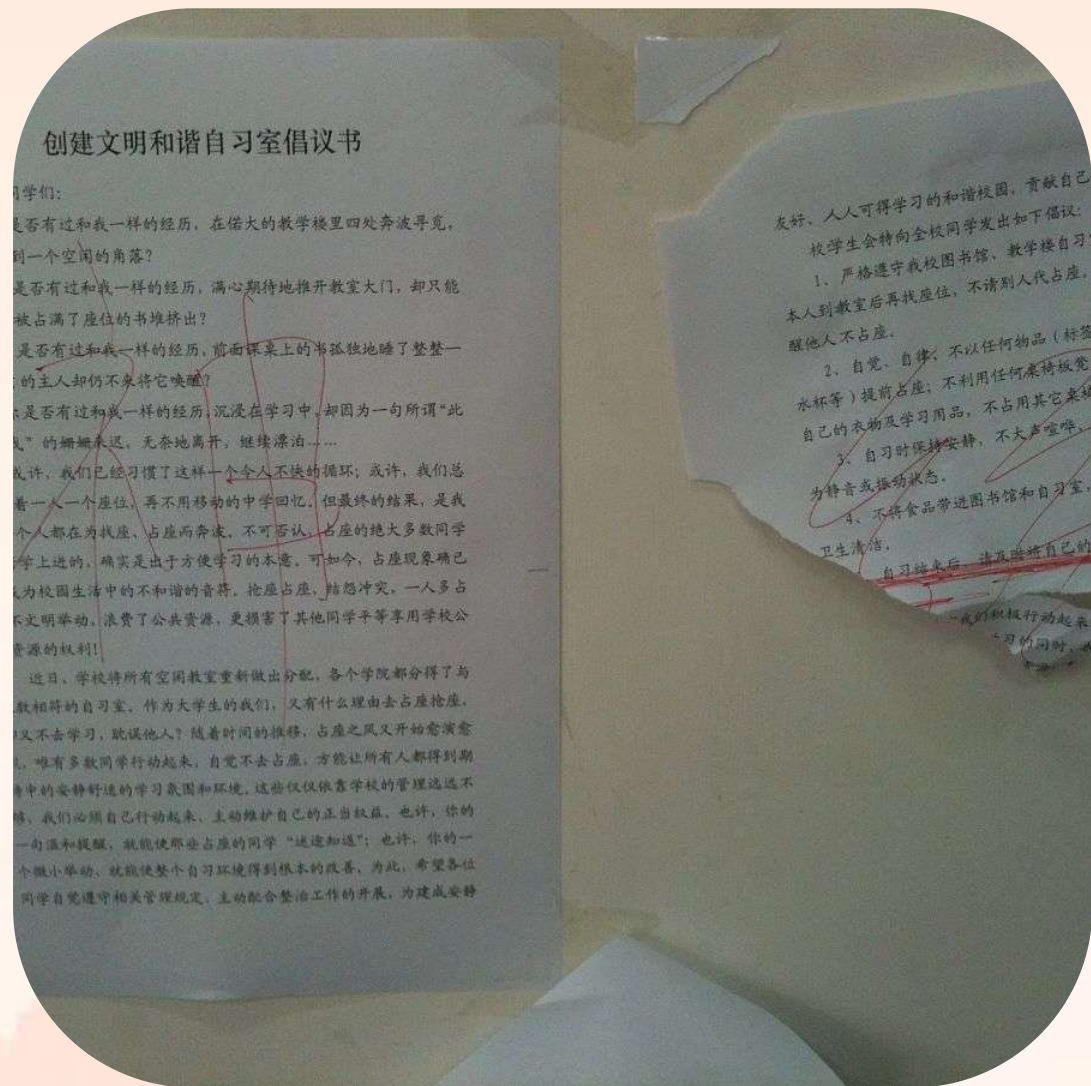 创建文明和谐自习室倡议书
同学们:
是否有过和我一样的经历，在偌大的教学楼里四处奔波寻觅，
到一个空闲的角落?
是否有过和我一样的经历，满心期待地推开教室大门，却只能
被占满了座位的书堆挤出?
是否有过和我一样的经历，前面课桌上的书孤独地睡了整整一
的主人却仍不来将它唤醒?
是否有过和我一样的经历，沉浸在学习中，却因为一句所谓“此
”的姗姗来迟，无奈地离开，继续漂泊……
或许，我们已经习惯了这样一个令人不快的循环；或许，我们总
着一人一个座位，再不用移动的中学回忆。但最终的结果，是我
个人都在为找座、占座而奔波。不可否认，占座的绝大多数同学
学上进的，确实是出于方便学习的本意。可如今，占座现象确已
成为校园生活中的不和谐的音符。抢座占座，结怨冲突，一人多占
不文明举动，浪费了公共资源，更损害了其他同学平等享用学校公
资源的权利!
近日，学校将所有空闲教室重新做出分配，各个学院都分得了与
数相符的自习室。作为大学生的我们，又有什么理由去占座抢座，
又不去学习，耽误他人？随着时间的推移，占座之风又开始愈演愈
，唯有多数同学行动起来，自觉不去占座，方能让所有人都得到期
待中的安静舒适的学习氛围和环境。这些仅仅依靠学校的管理远远不
够，我们必须自己行动起来、主动维护自己的正当权益。也许，你的
一句温和提醒，就能使那些占座的同学“迷途知道”；也许，你的一
个微小举动、就能使整个自习环境得到根本的改善。为此，希望各位
同学自觉遵守相关管理规定、主动配合整治工作的开展，为建成安静
友好、人人可得学习的和谐校园，贡献自己
校学生会特向全校同学发出如下倡议：
1、严格遵守我校图书馆、教学楼自习
本人到教室后再找座位，不请别人代占座，
醒他人不占座。
2、自觉、自律，不以任何物品（标签
水杯等）提前占座；不利用任何桌椅板凳
自己的衣物及学习用品，不占用其它桌椅
3、自习时保持安静，不大声喧哗，
为静音或振动状态。
4、不将食品带进图书馆和自习室，
卫生清洁。
自习结束后，请及时将自己的
我们积极行动起来
习的同时，